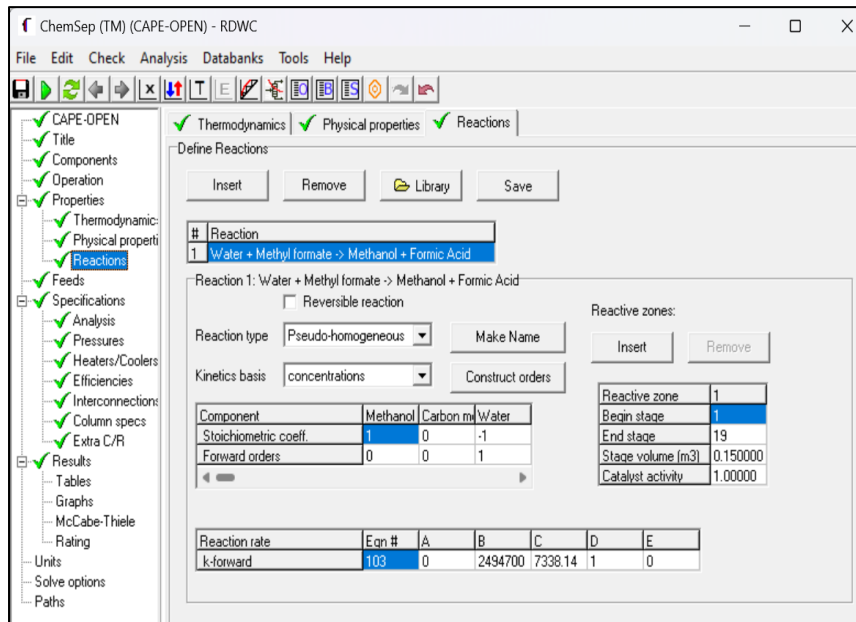 ChemSep (TM) (CAPE-OPEN) - RDWC
File Edit Check Analysis Databanks Tools Help
CAPE-OPEN
Title
Components
Operation
Properties
Thermodynamic
Physical properti
Reactions
Feeds
Specifications
Analysis
Pressures
Heaters/Coolers
Efficiencies
Interconnections
Column specs
Extra C/R
Results
Tables
Graphs
McCabe-Thiele
Rating
Units
Solve options
Paths
Thermodynamics Physical properties Reactions
Define Reactions
Insert Remove Library Save
# Reaction
1 Water + Methyl formate -> Methanol + Formic Acid
Reaction 1: Water + Methyl formate -> Methanol + Formic Acid
Reversible reaction
Reaction type Pseudo-homogeneous Make Name
Kinetics basis concentrations Construct orders
Component Methanol Carbon m Water
Stoichiometric coeff. 1 0 -1
Forward orders 0 0 1
Reactive zones:
Insert Remove
Reactive zone 1
Begin stage 1
End stage 19
Stage volume (m3) 0.150000
Catalyst activity 1.00000
Reaction rate Eqn # A B C D E
k-forward 103 0 2494700 7338.14 1 0